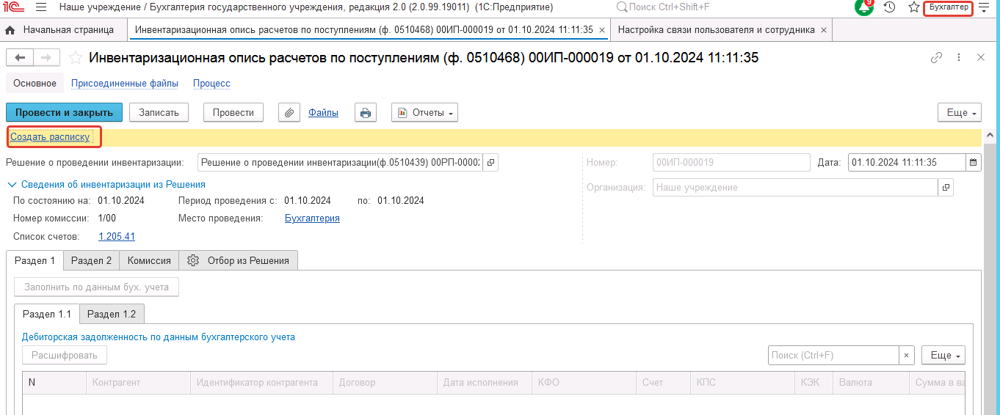 1С Наше учреждение / Бухгалтерия государственного учреждения, редакция 2.0 (2.0.99.19011) (1С:Предприятие) Поиск Ctrl+Shift+F 9 Бухгалтер
Начальная страница Инвентаризационная опись расчетов по поступлениям (ф. 0510468) 00ИП-000019 от 01.10.2024 11:11:35 × Настройка связи пользователя и сотрудника ×
Инвентаризационная опись расчетов по поступлениям (ф. 0510468) 00ИП-000019 от 01.10.2024 11:11:35
Основное Присоединенные файлы Процесс
Провести и закрыть Записать Провести Файлы Отчеты Еще
Создать расписку
Решение о проведении инвентаризации: Решение о проведении инвентаризации(ф.0510439) 00РП-0000 Номер: 00ИП-000019 Дата: 01.10.2024 11:11:35
Сведения об инвентаризации из Решения Организация: Наше учреждение
По состоянию на: 01.10.2024 Период проведения с: 01.10.2024 по: 01.10.2024
Номер комиссии: 1/00 Место проведения: Бухгалтерия
Список счетов: 1.205.41
Раздел 1 Раздел 2 Комиссия Отбор из Решения
Заполнить по данным бух. учета
Раздел 1.1 Раздел 1.2
Дебиторская задолженность по данным бухгалтерского учета
Расшифровать Поиск (Ctrl+F) × Еще
N Контрагент Идентификатор контрагента Договор Дата исполнения КФО Счет КПС КЭК Валюта Сумма в ва